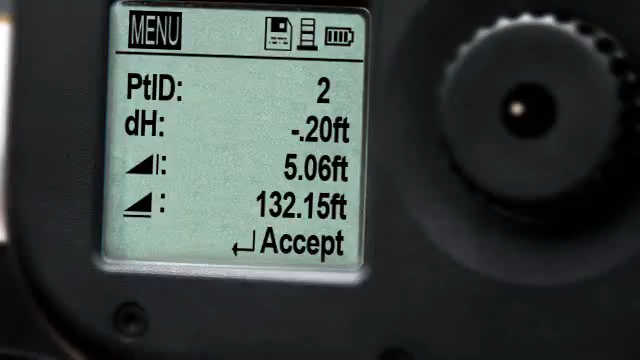 MENU
PtID: 2
dH: -.20ft
: 5.06ft
: 132.15ft
Accept